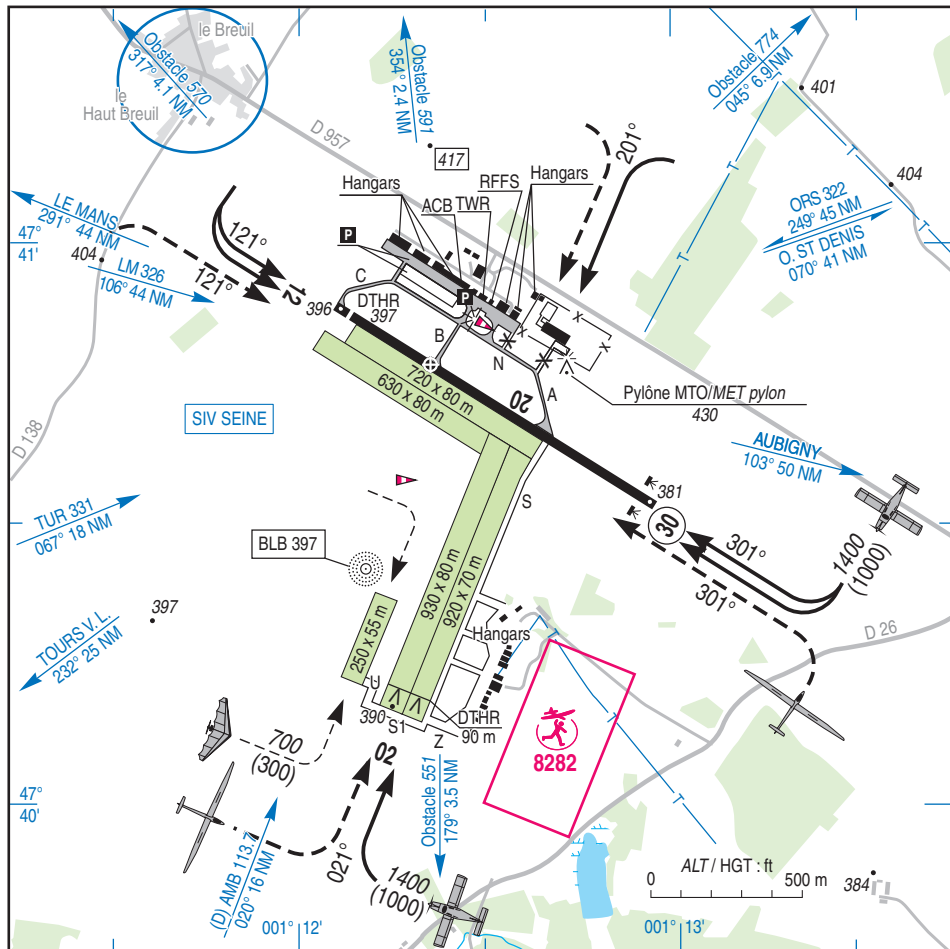 le Breuil
le
Haut Breuil
Obstacle 570
317° 4.1 NM
D 957
Obstacle 591
354° 2.4 NM
417
Obstacle 774
045° 6.9 NM
401
404
ORS 322
249° 45 NM
O. ST DENIS
070° 41 NM
201°
Hangars
RFFS
Hangars
ACB
TWR
P
LE MANS
291° 44 NM
47°
41'
404
LM 326
106° 44 NM
121°
121°
12
396
DTHR
397
C
P
B
N
A
X
X
X
X
720 x 80 m
630 x 80 m
20
Pylône MTO/MET pylon
430
SIV SEINE
D 138
AUBIGNY
103° 50 NM
381
30
301°
301°
1400
(1000)
S
TUR 331
067° 18 NM
BLB 397
930 x 80 m
920 x 70 m
250 x 55 m
397
TOURS V.L.
232° 25 NM
Hangars
D 26
U
390
S1
Z
DTHR
90 m
8282
700
(300)
02
021°
1400
(1000)
Obstacle 551
179° 3.5 NM
47°
40'
(D) AMB 113.7
020° 16 NM
T
T
T
T
T
T
T
ALT / HGT : ft
0
500 m
384
001° 12'
001° 13'